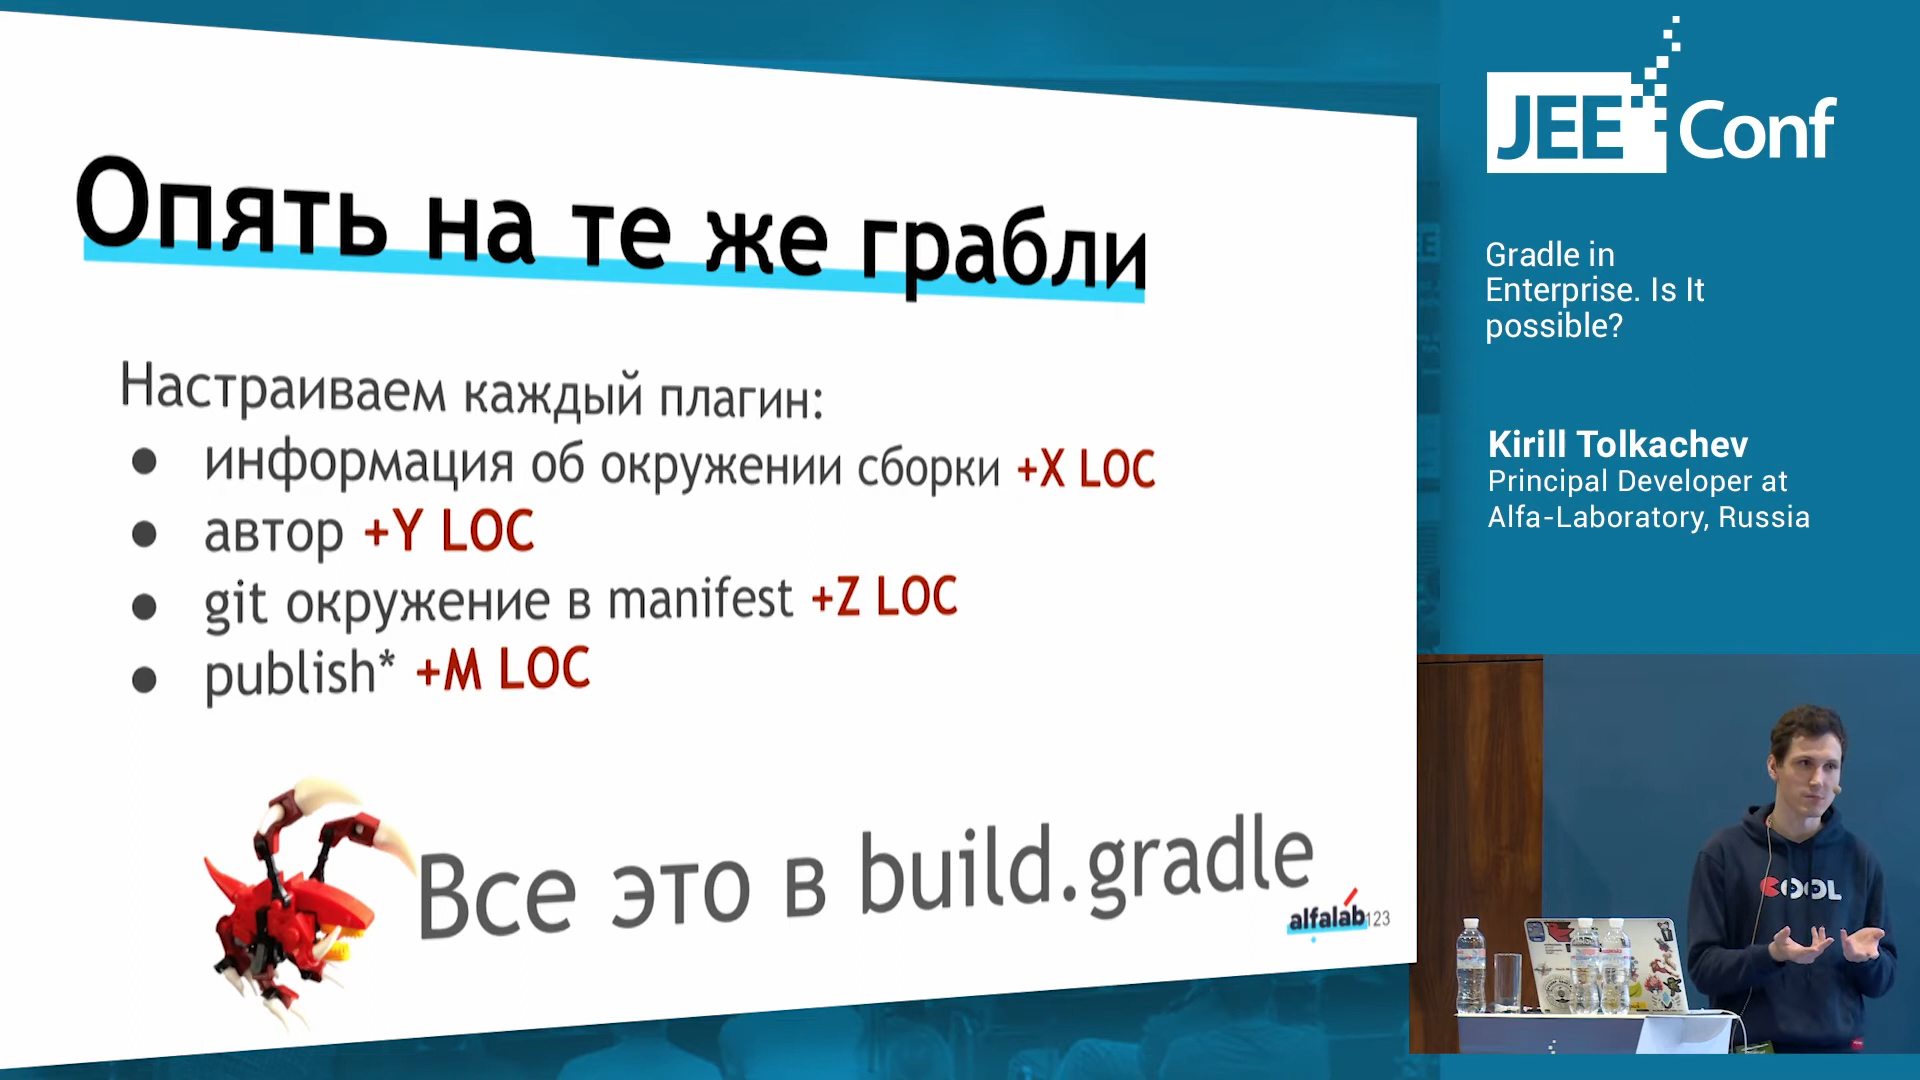 Опять на те же грабли
Настраиваем каждый плагин:
● информация об окружении сборки +X LOC
● автор +Y LOC
● git окружение в manifest +Z LOC
● publish* +M LOC
Все это в build.gradle
alfalab 123
JEE Conf
Gradle in
Enterprise. Is It
possible?
Kirill Tolkachev
Principal Developer at
Alfa-Laboratory, Russia
COOL